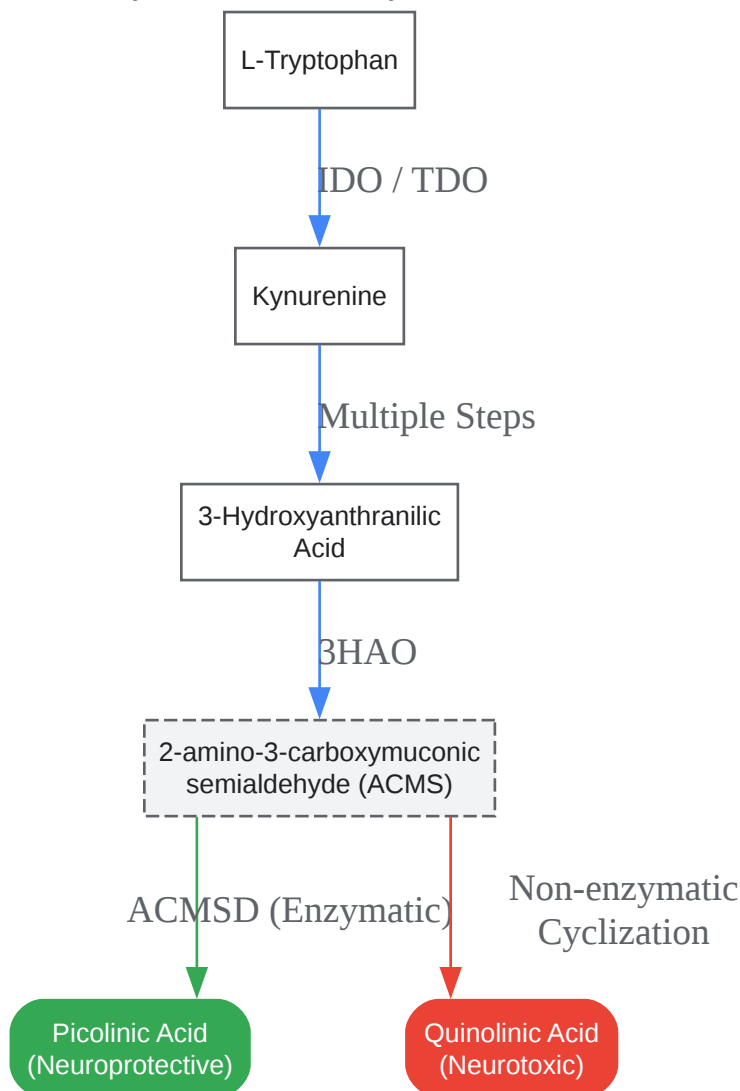 L-Tryptophan
IDO / TDO
Kynurenine
Multiple Steps
3-Hydroxyanthranilic
Acid
3HAO
2-amino-3-carboxymuconic
semialdehyde (ACMS)
ACMSD (Enzymatic)
Non-enzymatic
Cyclization
Picolinic Acid
(Neuroprotective)
Quinolinic Acid
(Neurotoxic)